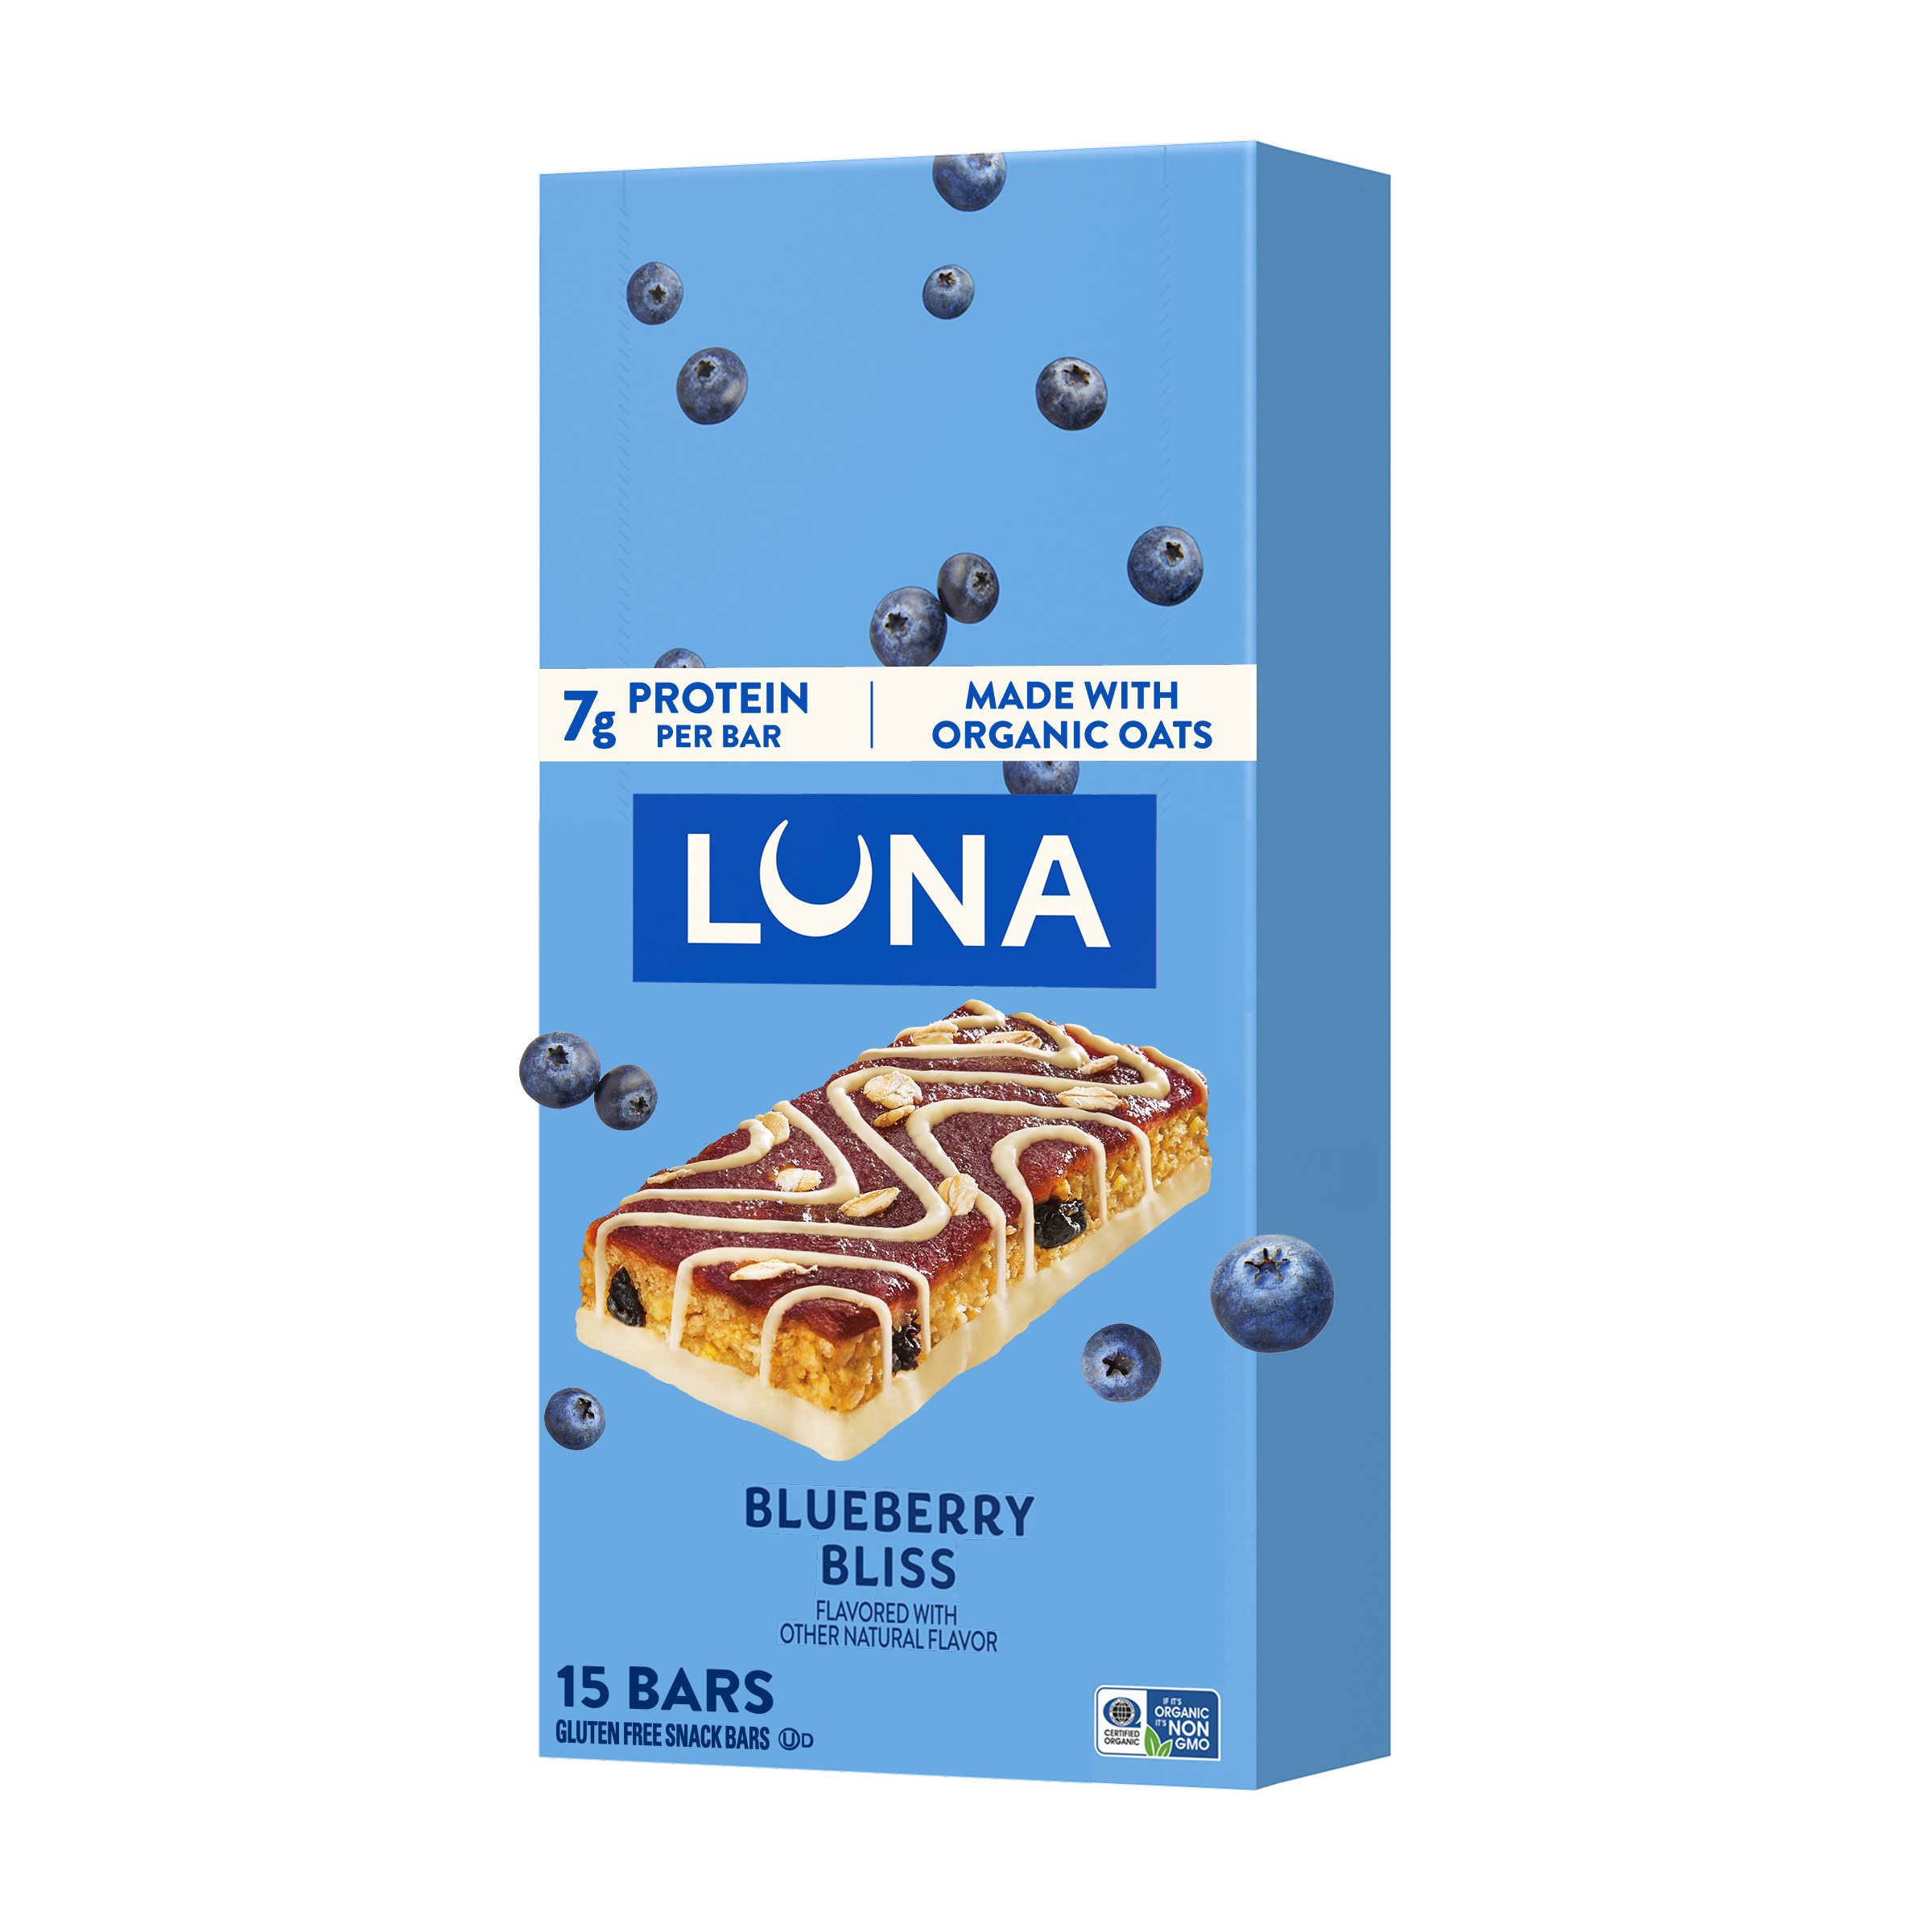 7g PROTEIN
PER BAR
MADE WITH
ORGANIC OATS
LUNA
BLUEBERRY
BLISS
FLAVORED WITH
OTHER NATURAL FLAVOR
15 BARS
GLUTEN FREE SNACK BARS Ⓤ D
Q
CERTIFIED
ORGANIC
IF IT'S
ORGANIC
IT'S NON
GMO